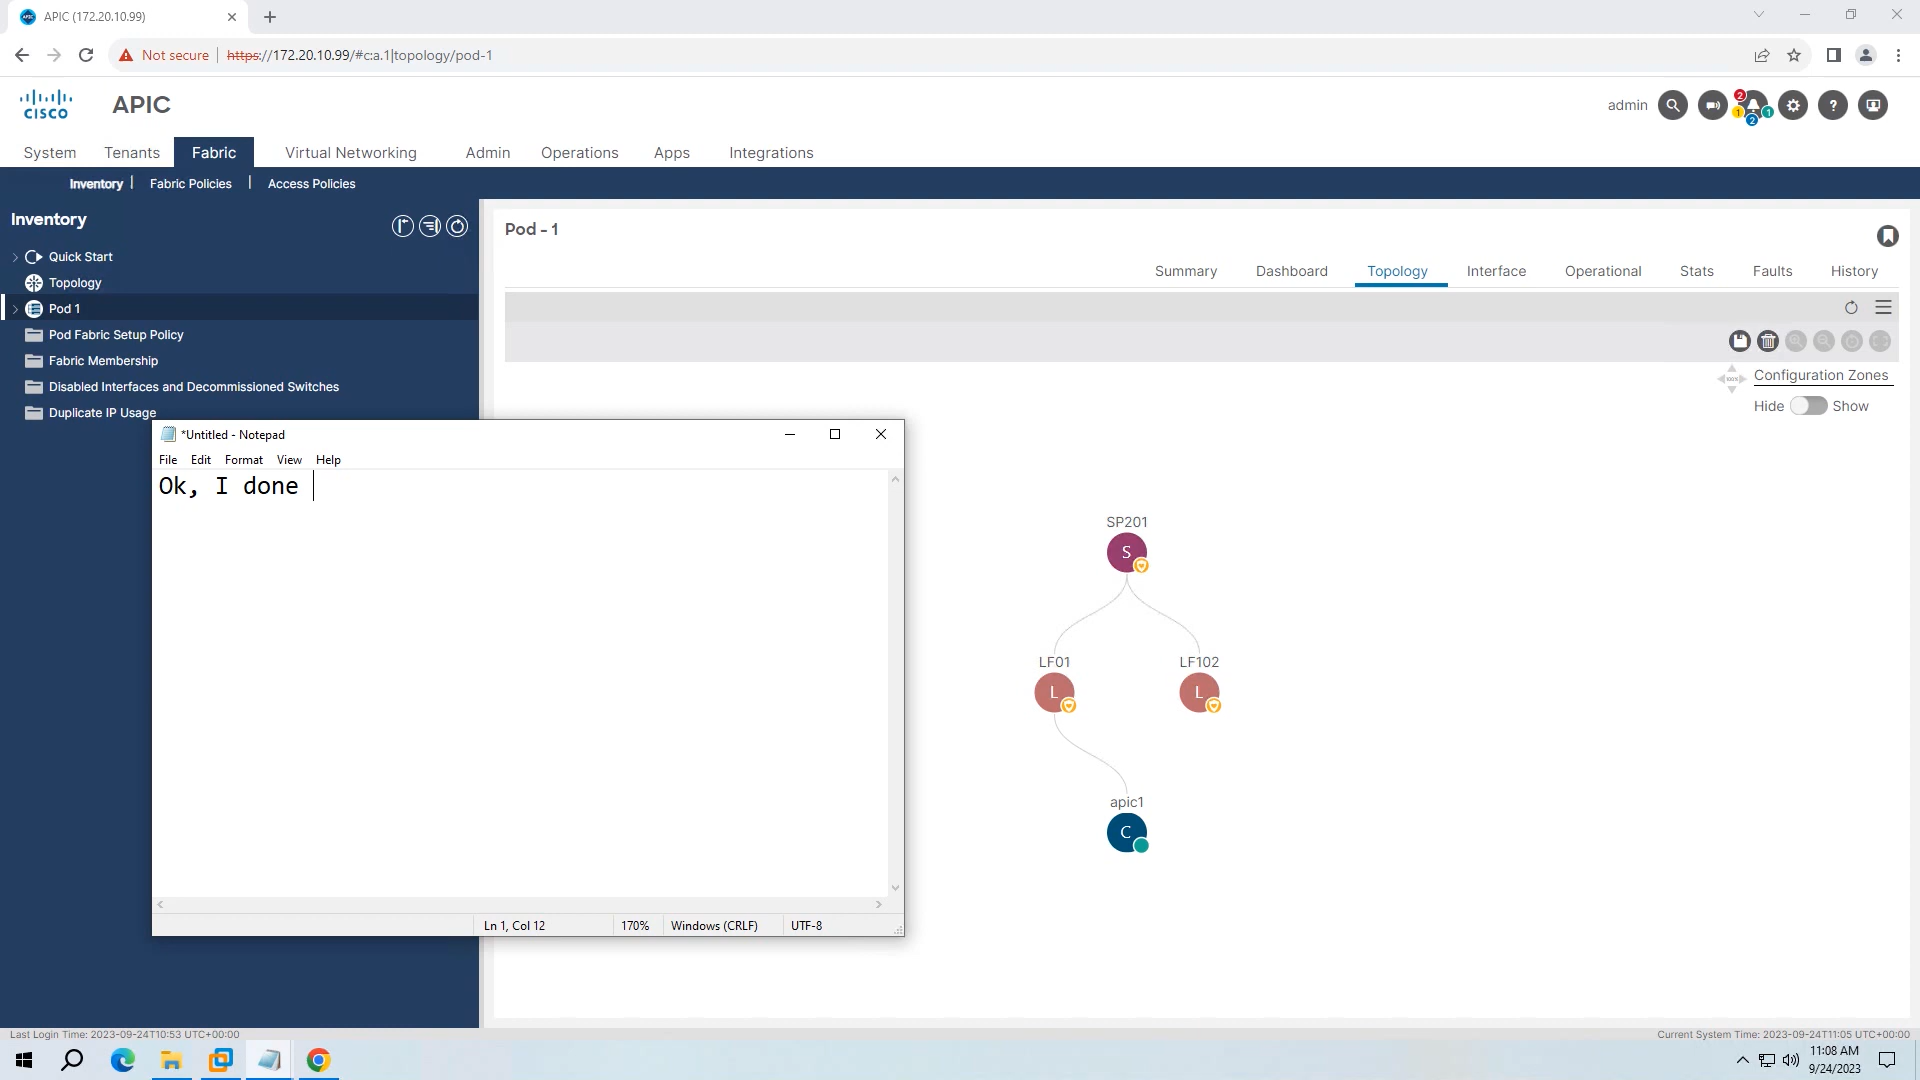 APIC (172.20.10.99)
Not secure
https://172.20.10.99/#c:a.1|topology/pod-1
CISCO
APIC
admin
2
1
1
2
System
Tenants
Fabric
Virtual Networking
Admin
Operations
Apps
Integrations
Inventory
Fabric Policies
Access Policies
Inventory
Quick Start
Topology
Pod 1
Pod Fabric Setup Policy
Fabric Membership
Disabled Interfaces and Decommissioned Switches
Duplicate IP Usage
Pod - 1
Summary
Dashboard
Topology
Interface
Operational
Stats
Faults
History
100%
Configuration Zones
Hide
Show
*Untitled - Notepad
File
Edit
Format
View
Help
Ok, I done
Ln 1, Col 12
170%
Windows (CRLF)
UTF-8
SP201
S
LF01
LF102
L
L
apic1
C
Last Login Time: 2023-09-24T10:53 UTC+00:00
Current System Time: 2023-09-24T11:05 UTC+00:00
11:08 AM
9/24/2023